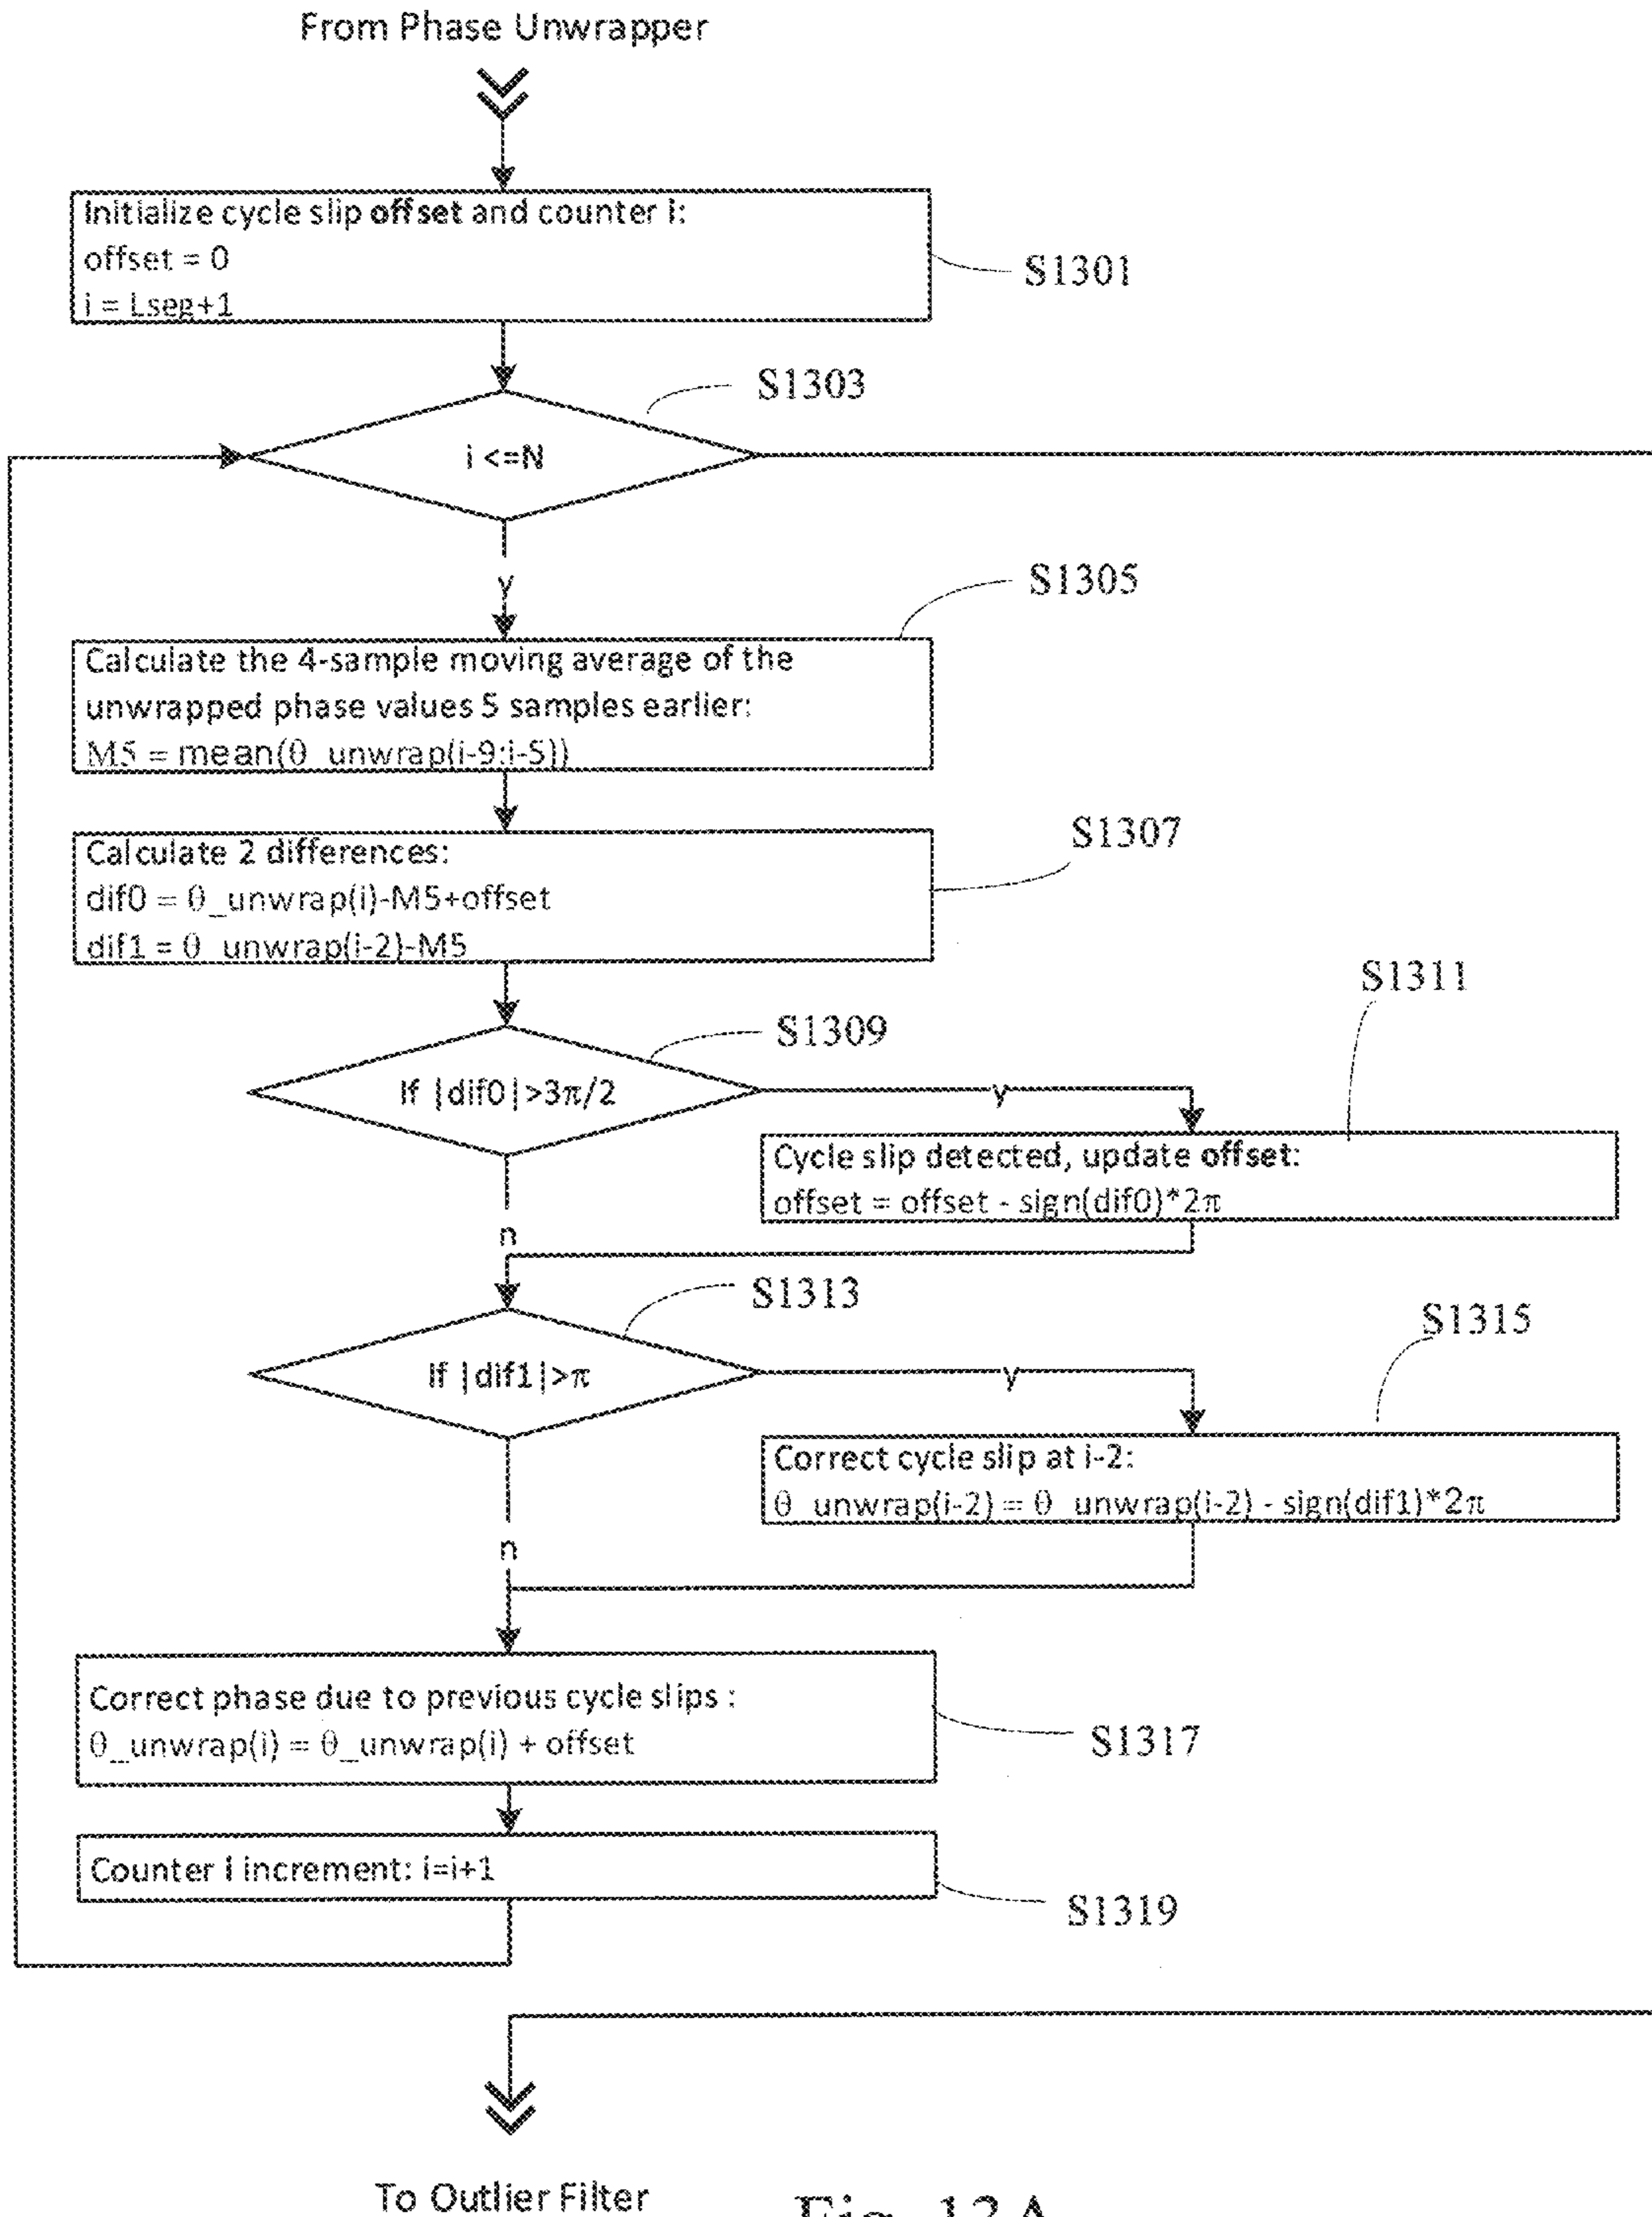 From Phase Unwrapper
Initialize cycle slip offset and counter i:
offset = 0
i = Lseg+1
S1301
S1303
i <=N
y
S1305
Calculate the 4-sample moving average of the
unwrapped phase values 5 samples earlier:
M5 = mean(θ_unwrap(i-9:i-5))
S1307
Calculate 2 differences:
dif0 = θ_unwrap(i)-M5+offset
dif1 = θ_unwrap(i-2)-M5
S1311
S1309
If |dif0|>3π/2
y
Cycle slip detected, update offset:
offset = offset - sign(dif0)*2π
n
S1313
S1315
If |dif1|>π
y
Correct cycle slip at i-2:
θ_unwrap(i-2) = θ_unwrap(i-2) - sign(dif1)*2π
n
Correct phase due to previous cycle slips :
θ_unwrap(i) = θ_unwrap(i) + offset
S1317
Counter i increment: i=i+1
S1319
To Outlier Filter
Fig. 13A